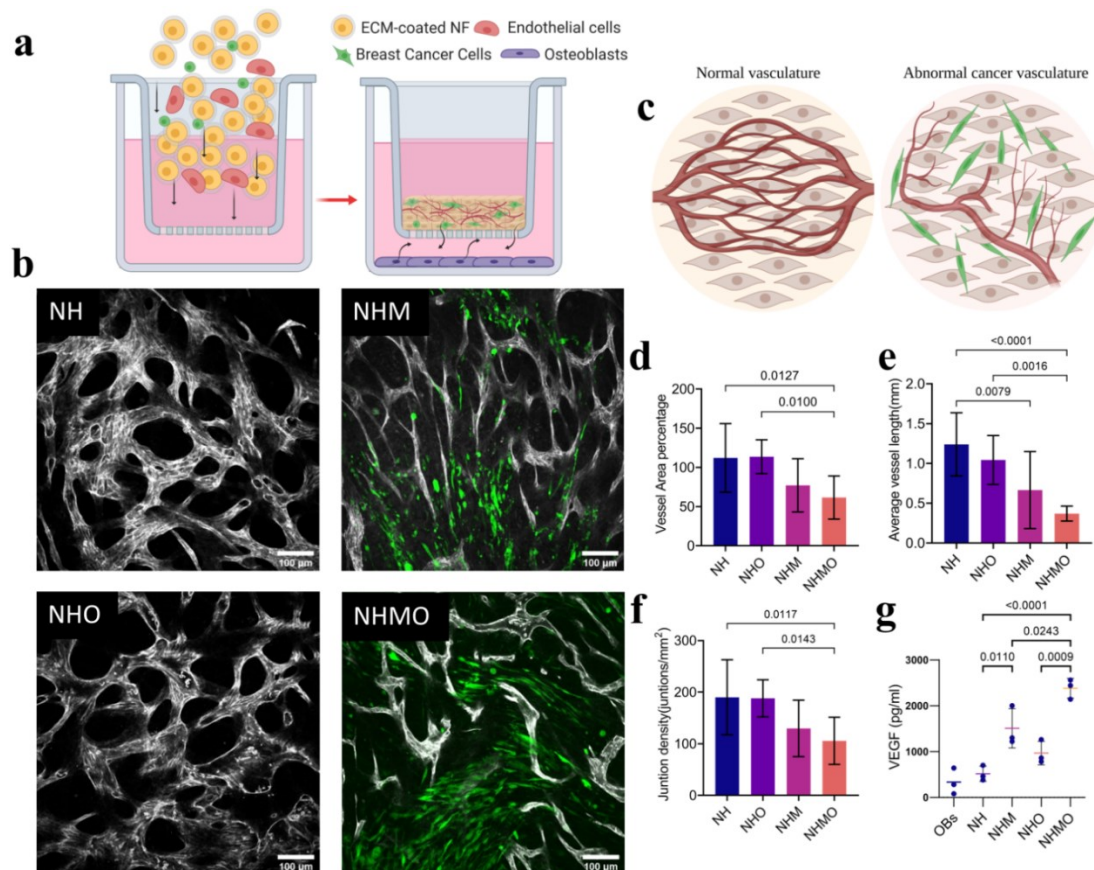 a
ECM-coated NF
Endothelial cells
Breast Cancer Cells
Osteoblasts
b
NH
100 µm
NHM
100 µm
NHO
100 µm
NHMO
100 µm
c
Normal vasculature
Abnormal cancer vasculature
d
0.0127
0.0100
Vessel Area percentage
200
150
100
50
0
NH
NHO
NHM
NHMO
e
<0.0001
0.0016
0.0079
Average vessel length(mm)
2.0
1.5
1.0
0.5
0.0
NH
NHO
NHM
NHMO
f
0.0117
0.0143
Juntion density(juntions/mm²)
300
200
100
0
NH
NHO
NHM
NHMO
g
<0.0001
0.0243
0.0110
0.0009
VEGF (pg/ml)
3000
2000
1000
0
OBs
NH
NHM
NHO
NHMO